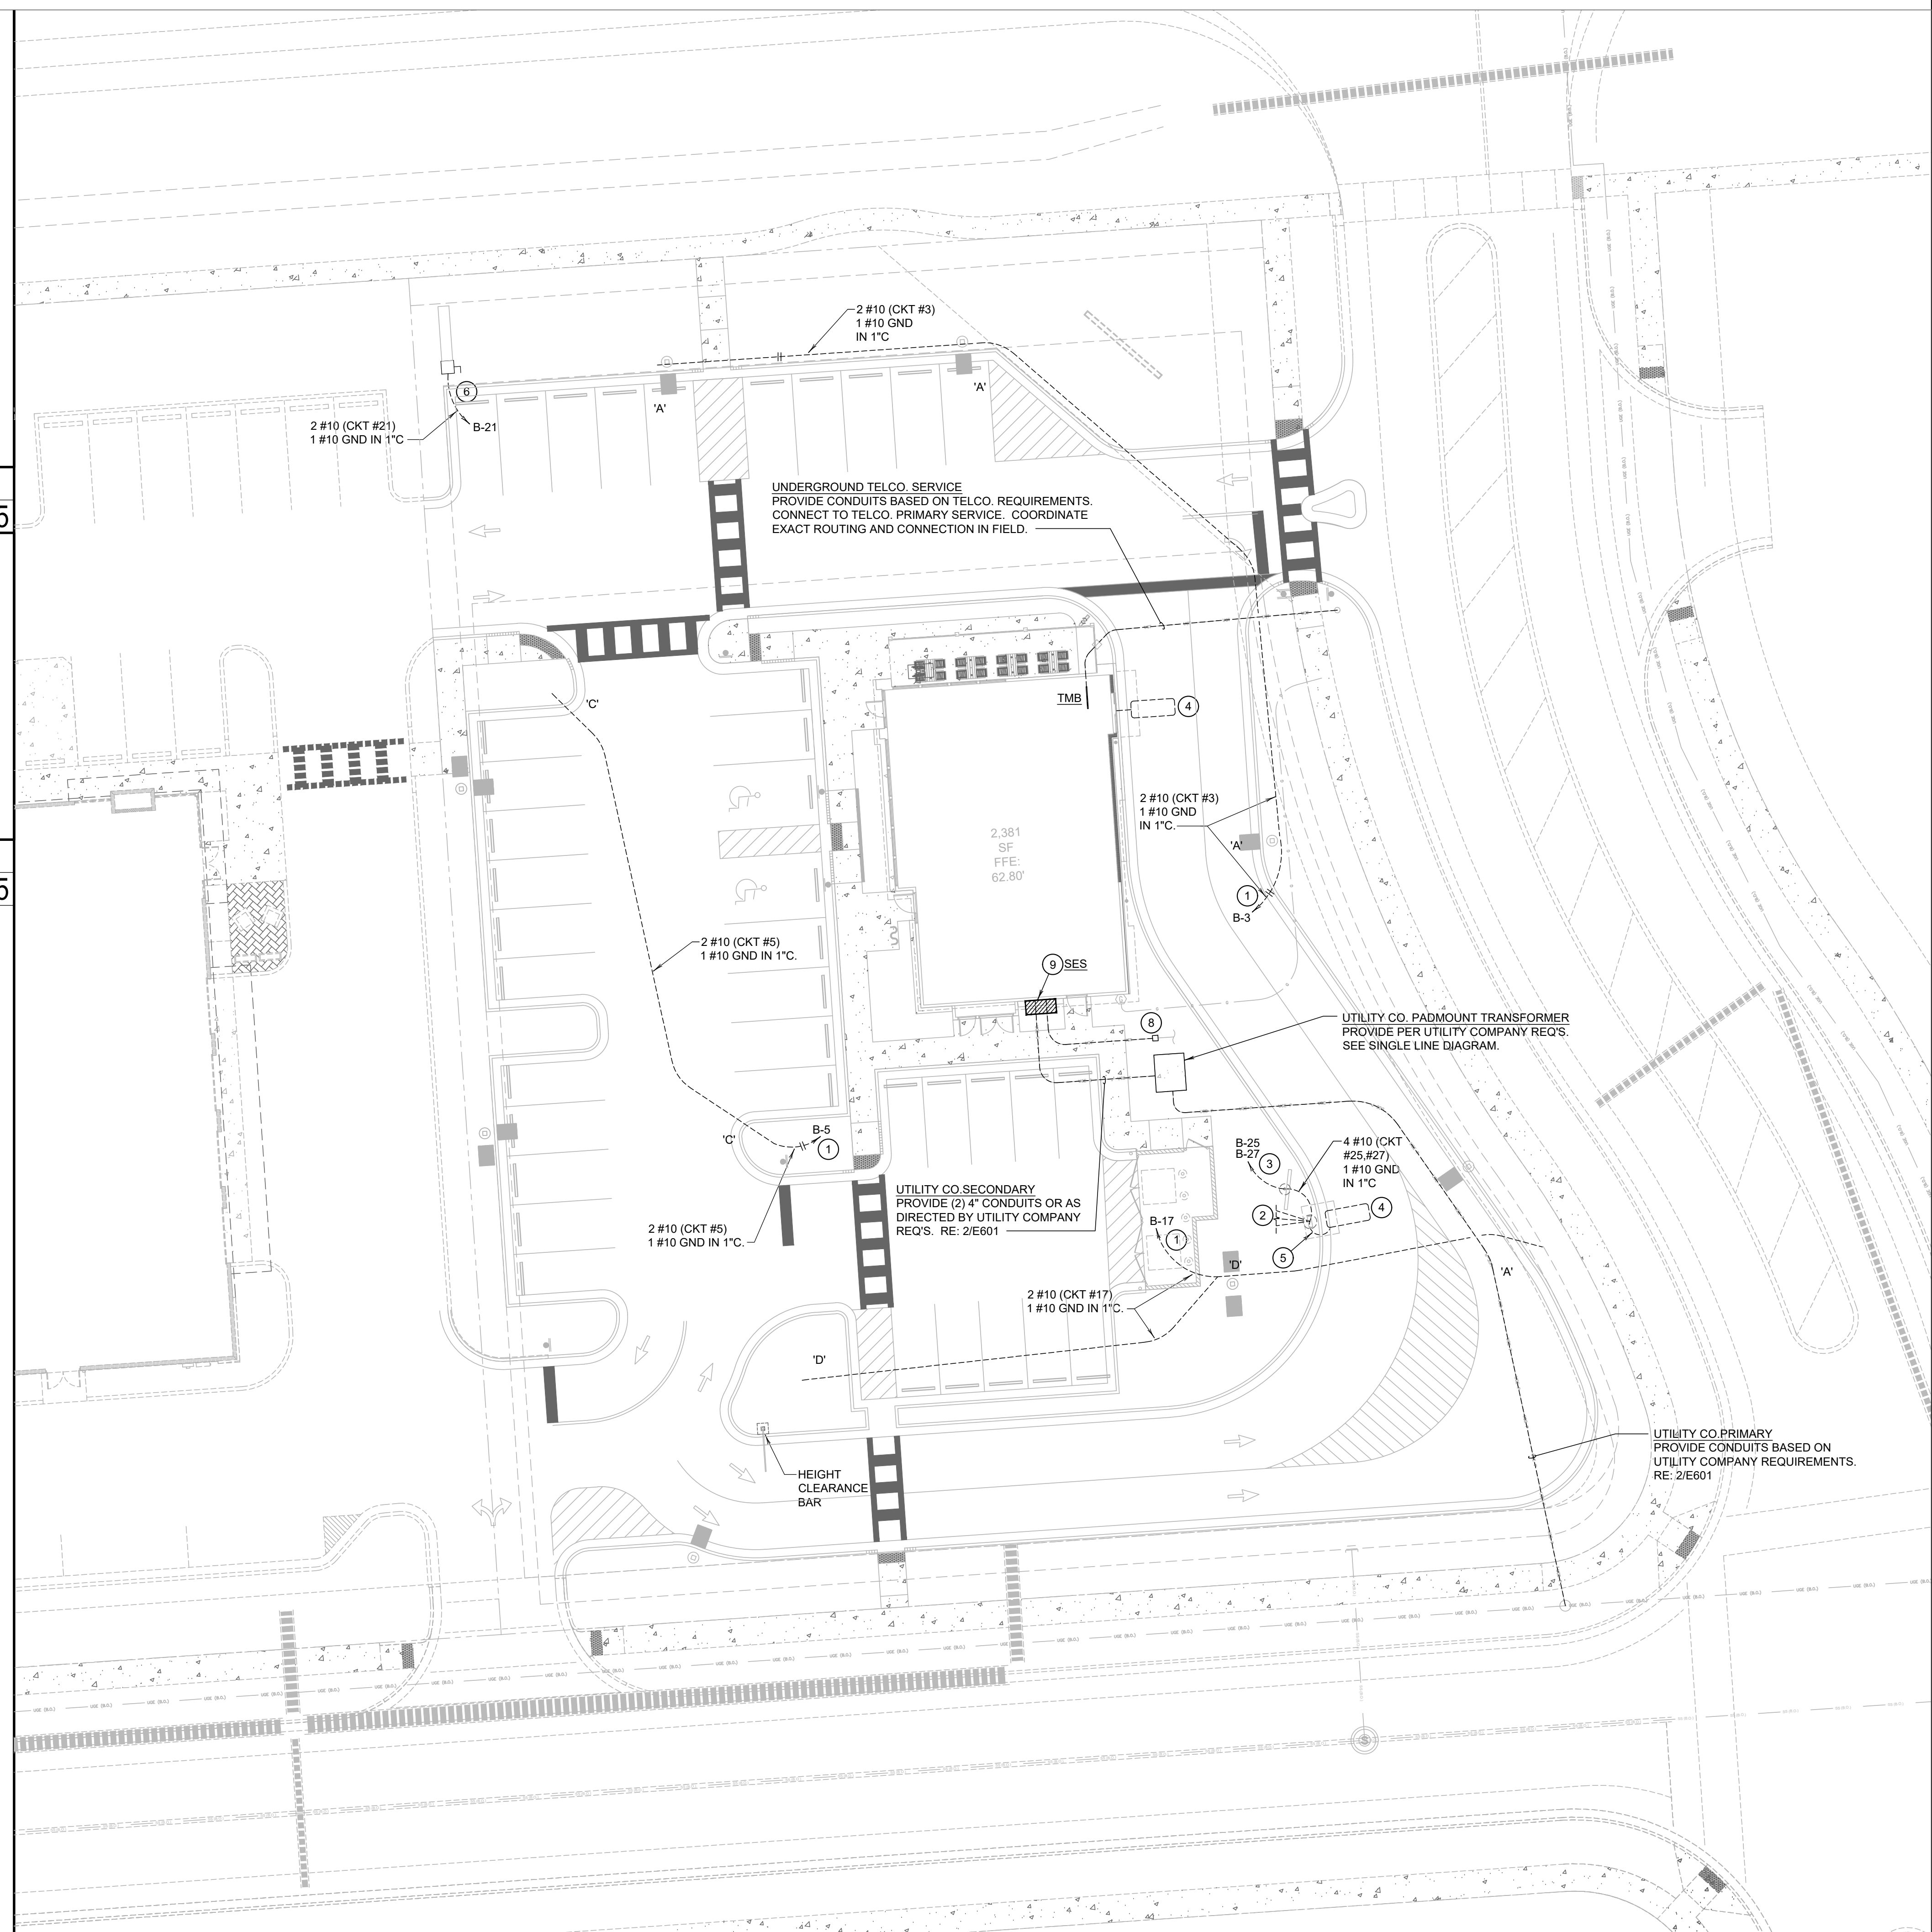 2 #10 (CKT #3)
1 #10 GND
IN 1"C
'A'
'A'
6
2 #10 (CKT #21)
1 #10 GND IN 1"C
B-21
UNDERGROUND TELCO. SERVICE
PROVIDE CONDUITS BASED ON TELCO. REQUIREMENTS.
CONNECT TO TELCO. PRIMARY SERVICE. COORDINATE
EXACT ROUTING AND CONNECTION IN FIELD.
TMB
4
'C'
2 #10 (CKT #3)
1 #10 GND
IN 1"C.
2,381
SF
FFE:
62.80'
'A'
1
B-3
2 #10 (CKT #5)
1 #10 GND IN 1"C.
9 SES
8
UTILITY CO. PADMOUNT TRANSFORMER
PROVIDE PER UTILITY COMPANY REQ'S.
SEE SINGLE LINE DIAGRAM.
B-5
'C'
1
B-25
B-27
3
4 #10 (CKT
#25,#27)
1 #10 GND
IN 1"C
UTILITY CO.SECONDARY
PROVIDE (2) 4" CONDUITS OR AS
DIRECTED BY UTILITY COMPANY
REQ'S. RE: 2/E601
2
4
B-17
1
5
2 #10 (CKT #5)
1 #10 GND IN 1"C.
'D'
'A'
2 #10 (CKT #17)
1 #10 GND IN 1"C.
'D'
UTILITY CO.PRIMARY
PROVIDE CONDUITS BASED ON
UTILITY COMPANY REQUIREMENTS.
RE: 2/E601
HEIGHT
CLEARANCE
BAR
S